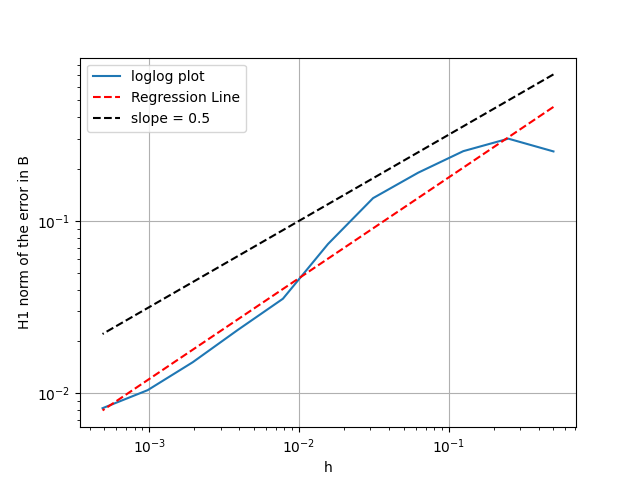 loglog plot
Regression Line
slope = 0.5
H1 norm of the error in B
10⁻¹
10⁻²
10⁻³
10⁻²
10⁻¹
h